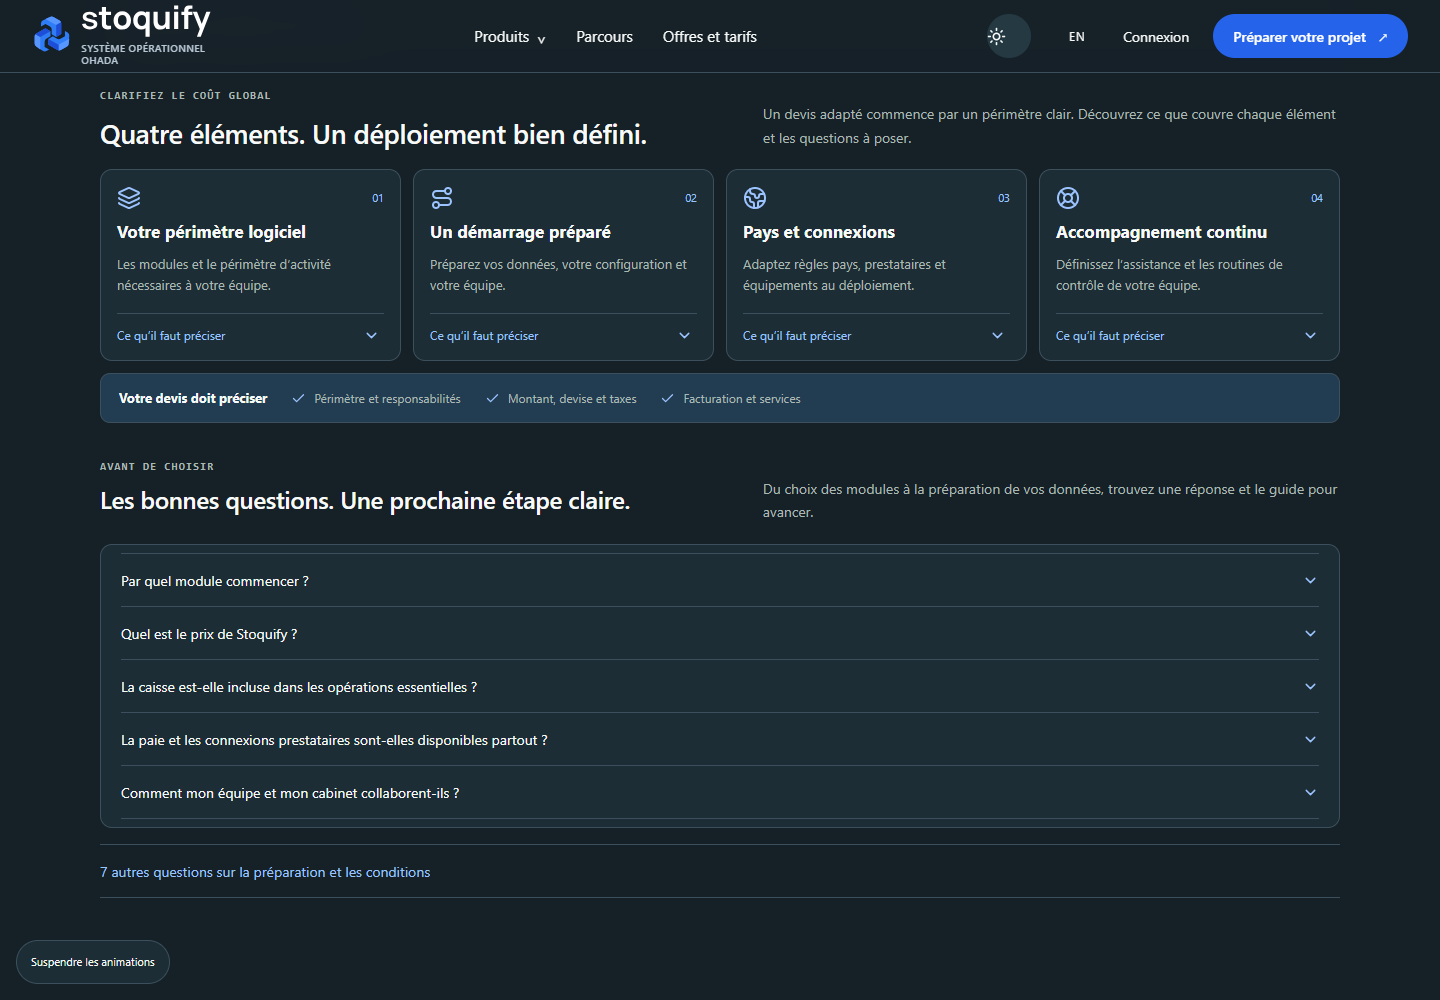 stoquify
SYSTÈME OPÉRATIONNEL
OHADA
Produits
Parcours
Offres et tarifs
EN
Connexion
Préparer votre projet ↗
CLARIFIEZ LE COÛT GLOBAL
Quatre éléments. Un déploiement bien défini.
Un devis adapté commence par un périmètre clair. Découvrez ce que couvre chaque élément
et les questions à poser.
01
Votre périmètre logiciel
Les modules et le périmètre d’activité
nécessaires à votre équipe.
Ce qu’il faut préciser
02
Un démarrage préparé
Préparez vos données, votre configuration et
votre équipe.
Ce qu’il faut préciser
03
Pays et connexions
Adaptez règles pays, prestataires et
équipements au déploiement.
Ce qu’il faut préciser
04
Accompagnement continu
Définissez l’assistance et les routines de
contrôle de votre équipe.
Ce qu’il faut préciser
Votre devis doit préciser
Périmètre et responsabilités
Montant, devise et taxes
Facturation et services
AVANT DE CHOISIR
Les bonnes questions. Une prochaine étape claire.
Du choix des modules à la préparation de vos données, trouvez une réponse et le guide pour
avancer.
Par quel module commencer ?
Quel est le prix de Stoquify ?
La caisse est-elle incluse dans les opérations essentielles ?
La paie et les connexions prestataires sont-elles disponibles partout ?
Comment mon équipe et mon cabinet collaborent-ils ?
7 autres questions sur la préparation et les conditions
Suspendre les animations